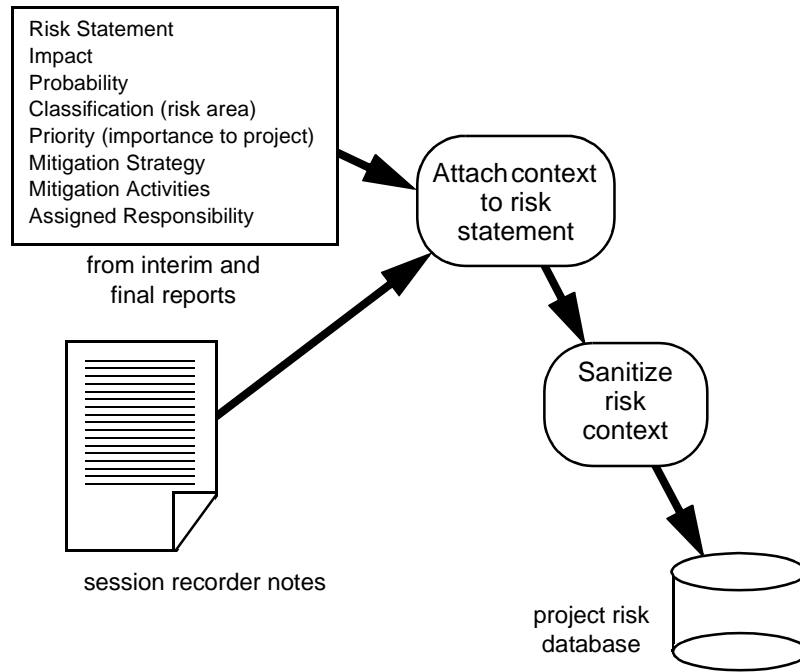 Risk Statement
Impact
Probability
Classification (risk area)
Priority (importance to project)
Mitigation Strategy
Mitigation Activities
Assigned Responsibility
from interim and
final reports
Attach context
to risk
statement
Sanitize
risk
context
session recorder notes
project risk
database